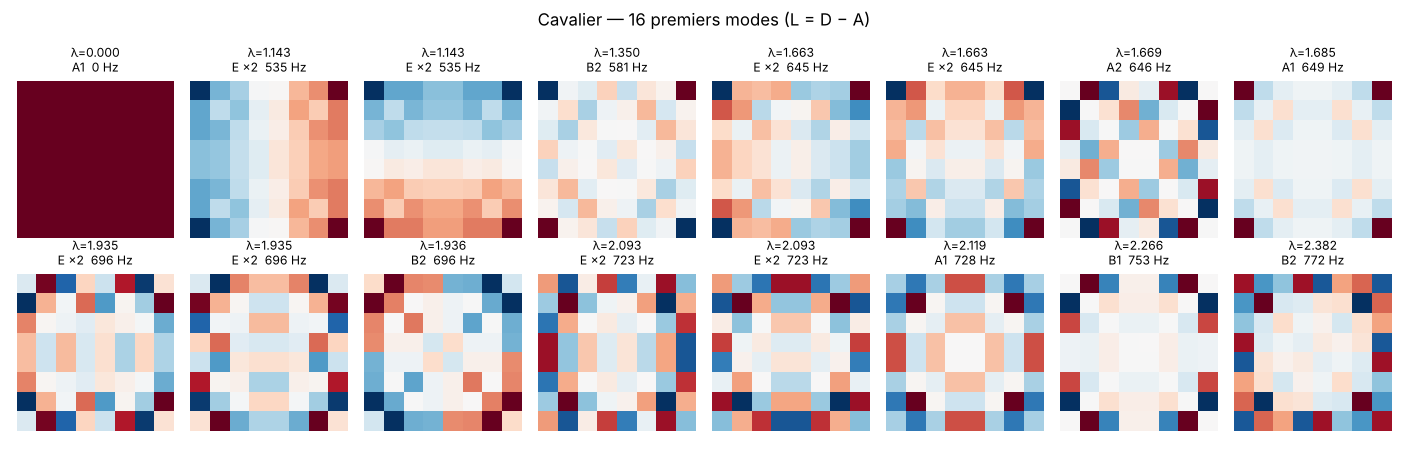 Cavalier — 16 premiers modes (L = D − A)
λ=0.000
A1 0 Hz
λ=1.143
E ×2 535 Hz
λ=1.143
E ×2 535 Hz
λ=1.350
B2 581 Hz
λ=1.663
E ×2 645 Hz
λ=1.663
E ×2 645 Hz
λ=1.669
A2 646 Hz
λ=1.685
A1 649 Hz
λ=1.935
E ×2 696 Hz
λ=1.935
E ×2 696 Hz
λ=1.936
B2 696 Hz
λ=2.093
E ×2 723 Hz
λ=2.093
E ×2 723 Hz
λ=2.119
A1 728 Hz
λ=2.266
B1 753 Hz
λ=2.382
B2 772 Hz